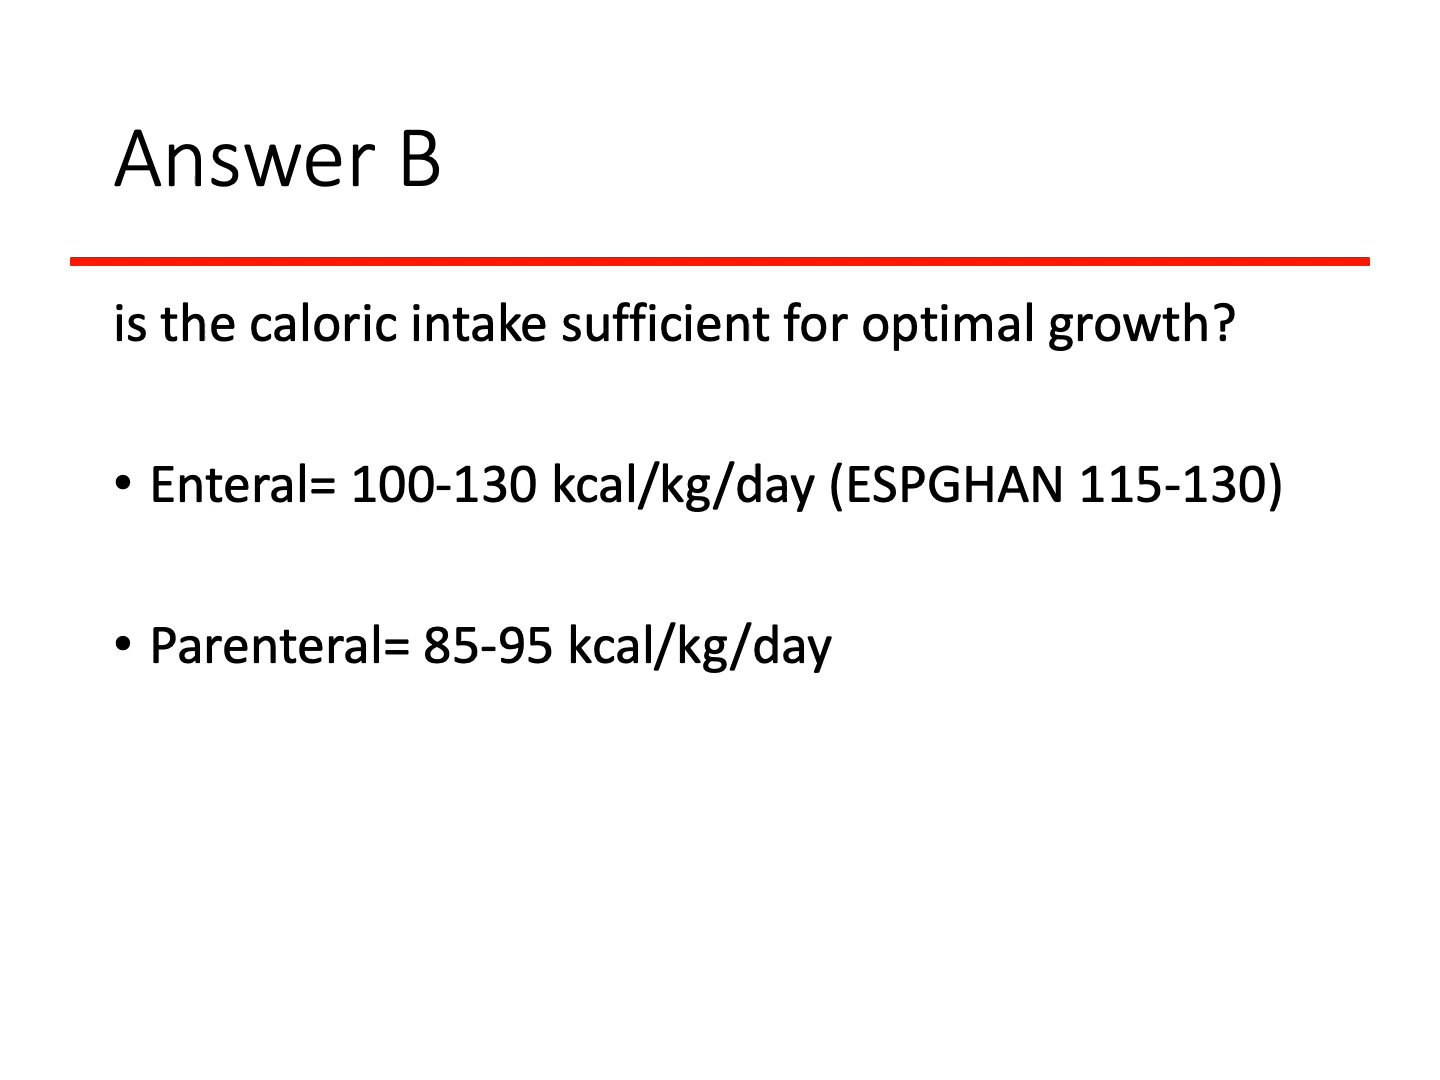 Answer B
is the caloric intake sufficient for optimal growth?
• Enteral= 100-130 kcal/kg/day (ESPGHAN 115-130)
• Parenteral= 85-95 kcal/kg/day